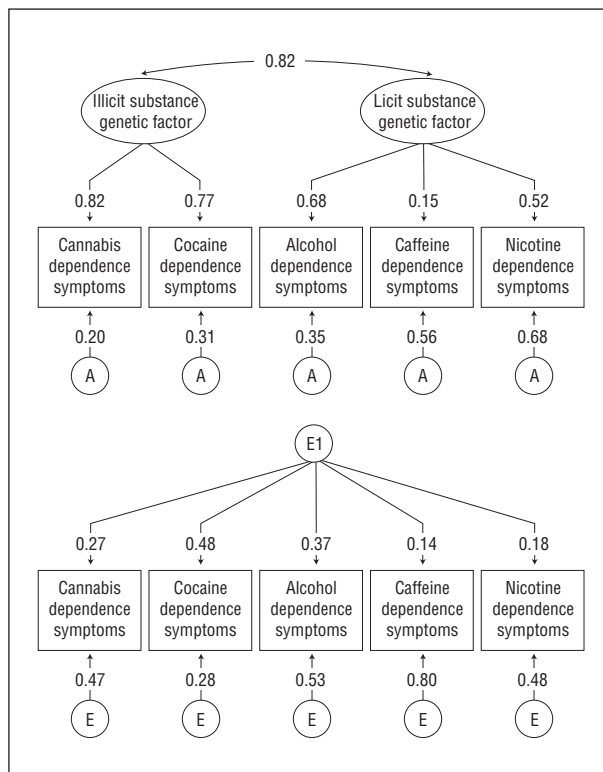 0.82
Illicit substance
genetic factor
Licit substance
genetic factor
0.82 0.77 0.68 0.15 0.52
Cannabis
dependence
symptoms
Cocaine
dependence
symptoms
Alcohol
dependence
symptoms
Caffeine
dependence
symptoms
Nicotine
dependence
symptoms
0.20 0.31 0.35 0.56 0.68
A A A A A
E1
0.27 0.48 0.37 0.14 0.18
Cannabis
dependence
symptoms
Cocaine
dependence
symptoms
Alcohol
dependence
symptoms
Caffeine
dependence
symptoms
Nicotine
dependence
symptoms
0.47 0.28 0.53 0.80 0.48
E E E E E